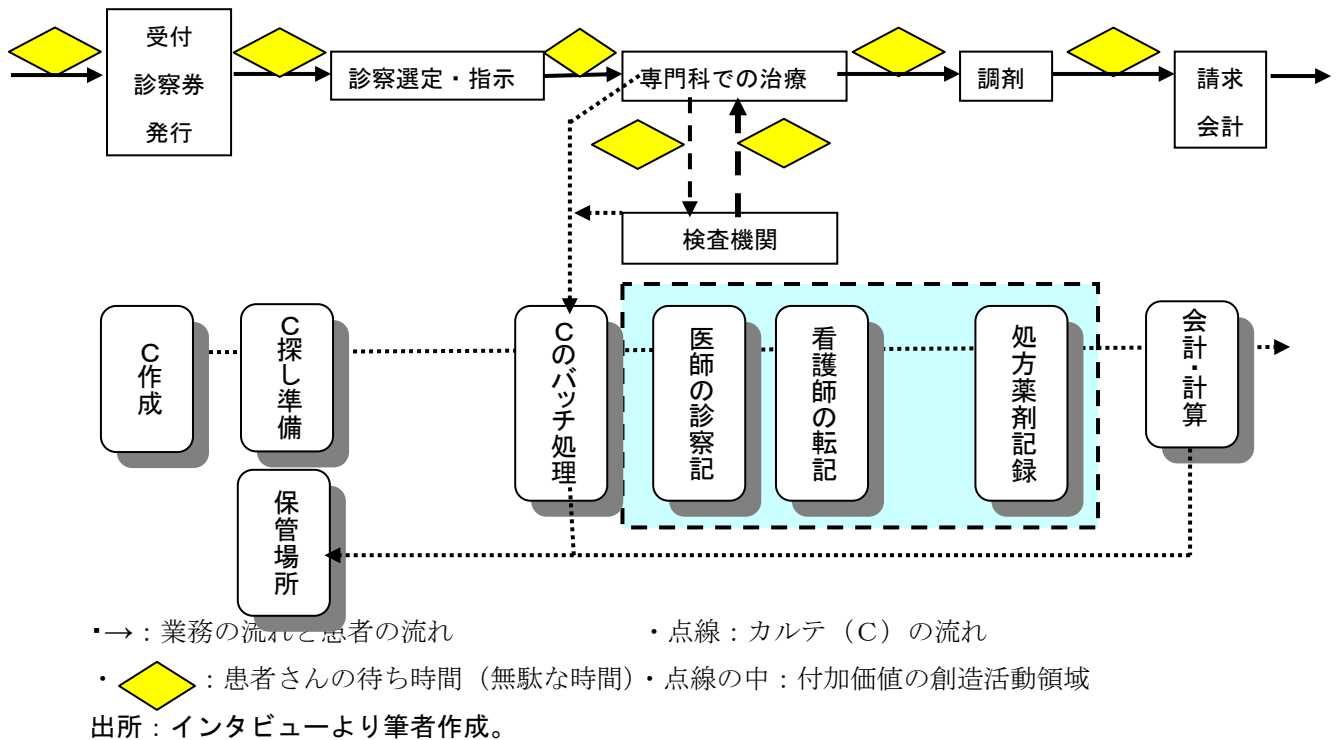 受付
診察券
発行
診察選定・指示
専門科での治療
調剤
請求
会計
検査機関
C作成
C探し準備
Cのバッチ処理
医師の診察記
看護師の転記
処方薬剤記録
会計・計算
保管場所
・→：業務の流れと患者の流れ ・点線：カルテ（C）の流れ
・ ：患者さんの待ち時間（無駄な時間）・点線の中：付加価値の創造活動領域
出所：インタビューより筆者作成。